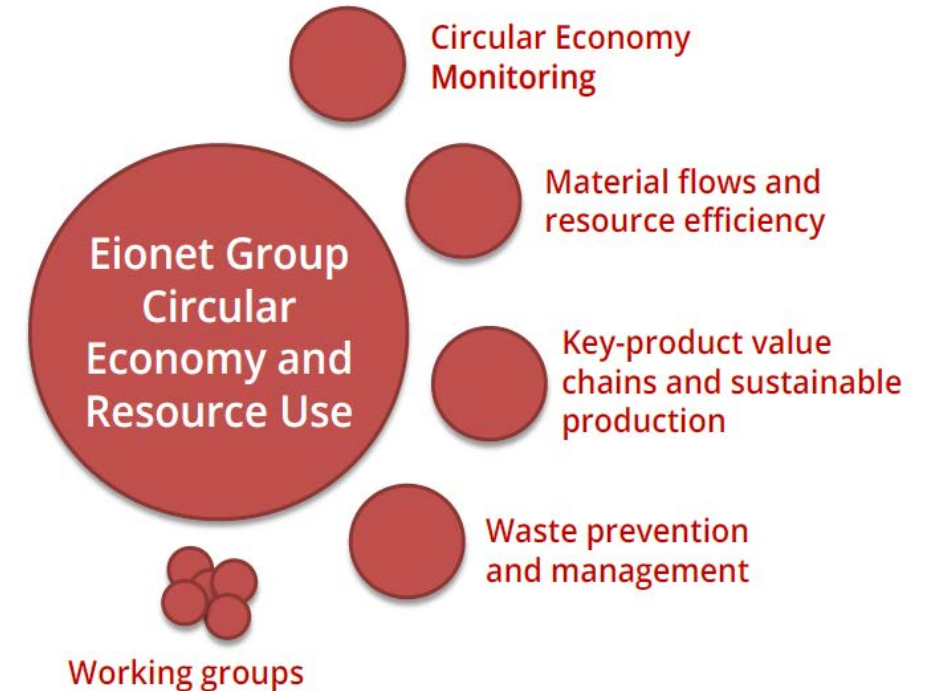 Circular Economy
Monitoring
Material flows and
resource efficiency
Eionet Group
Circular
Economy and
Resource Use
Key-product value
chains and sustainable
production
Waste prevention
and management
Working groups